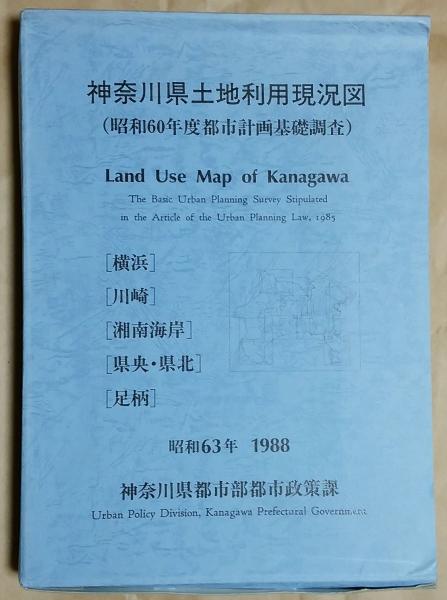 神奈川県土地利用現況図
(昭和60年度都市計画基礎調査)
Land Use Map of Kanagawa
The Basic Urban Planning Survey Stipulated
in the Article of the Urban Planning Law, 1985
[横浜]
[川崎]
[湘南海岸]
[県央・県北]
[足柄]
昭和63年 1988
神奈川県都市部都市政策課
Urban Policy Division, Kanagawa Prefectural Government